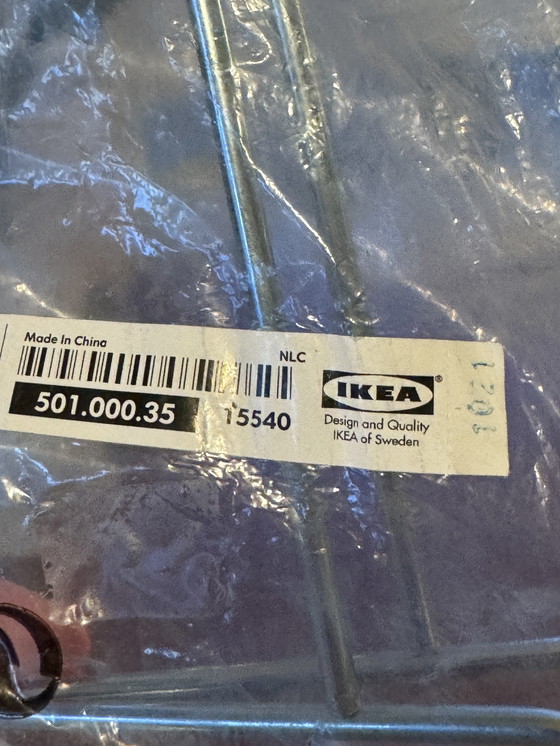 Made In China
NLC
501.000.35
15540
IKEA®
Design and Quality
IKEA of Sweden